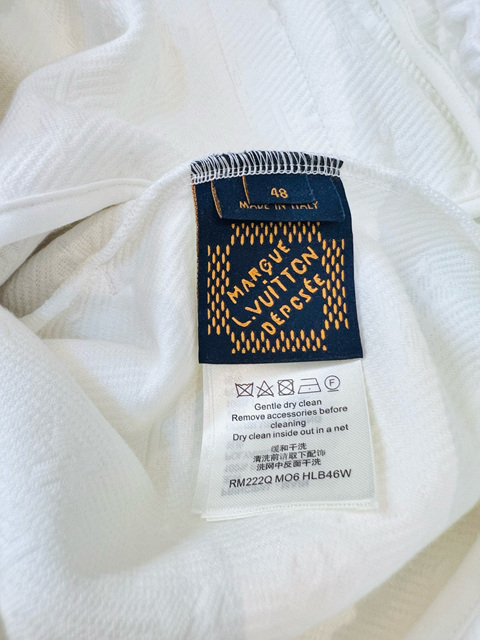 48
MADE IN ITALY
MARQUE
L.VUITTON
DÉPOSÉE
Gentle dry clean
Remove accessories before
cleaning
Dry clean inside out in a net
缓和干洗
清洗前请取下配饰
洗网中反面干洗
RM222Q MO6 HLB46W